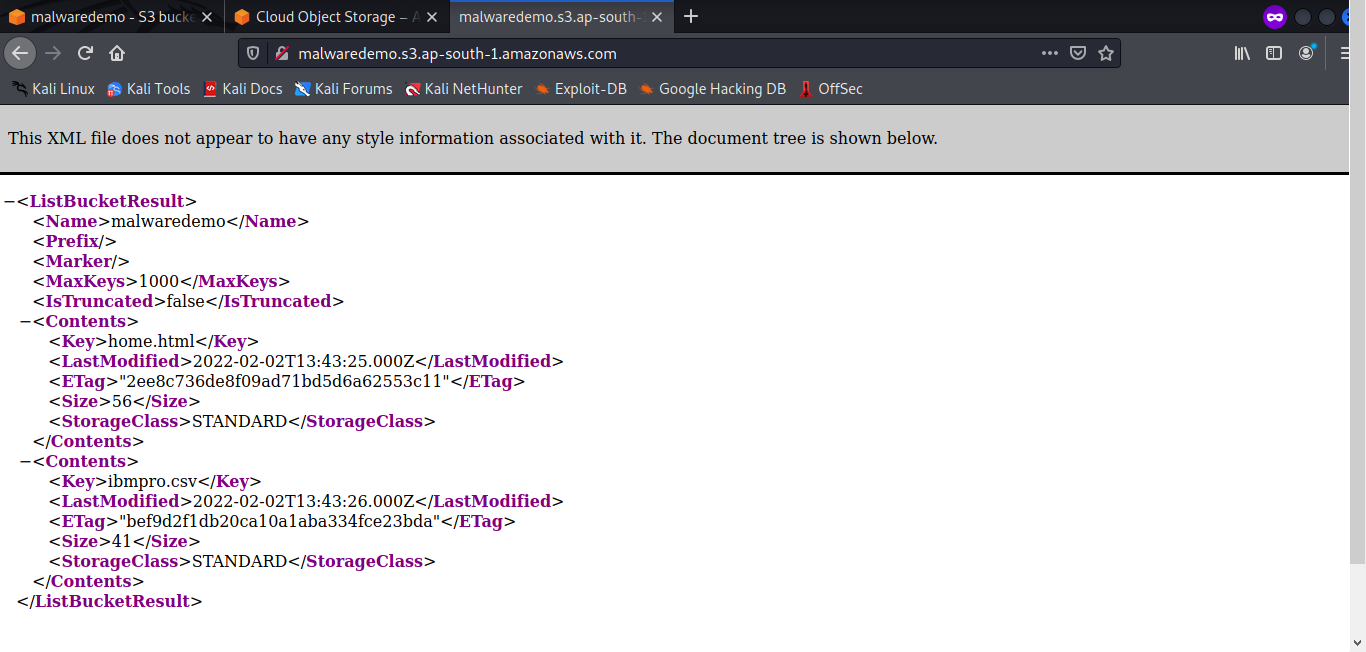 malwaredemo - S3 bucke
Cloud Object Storage – A
malwaredemo.s3.ap-south-
malwaredemo.s3.ap-south-1.amazonaws.com
Kali Linux Kali Tools Kali Docs Kali Forums Kali NetHunter Exploit-DB Google Hacking DB OffSec
This XML file does not appear to have any style information associated with it. The document tree is shown below.
−<ListBucketResult>
<Name>malwaredemo</Name>
<Prefix/>
<Marker/>
<MaxKeys>1000</MaxKeys>
<IsTruncated>false</IsTruncated>
−<Contents>
<Key>home.html</Key>
<LastModified>2022-02-02T13:43:25.000Z</LastModified>
<ETag>"2ee8c736de8f09ad71bd5d6a62553c11"</ETag>
<Size>56</Size>
<StorageClass>STANDARD</StorageClass>
</Contents>
−<Contents>
<Key>ibmpro.csv</Key>
<LastModified>2022-02-02T13:43:26.000Z</LastModified>
<ETag>"bef9d2f1db20ca10a1aba334fce23bda"</ETag>
<Size>41</Size>
<StorageClass>STANDARD</StorageClass>
</Contents>
</ListBucketResult>